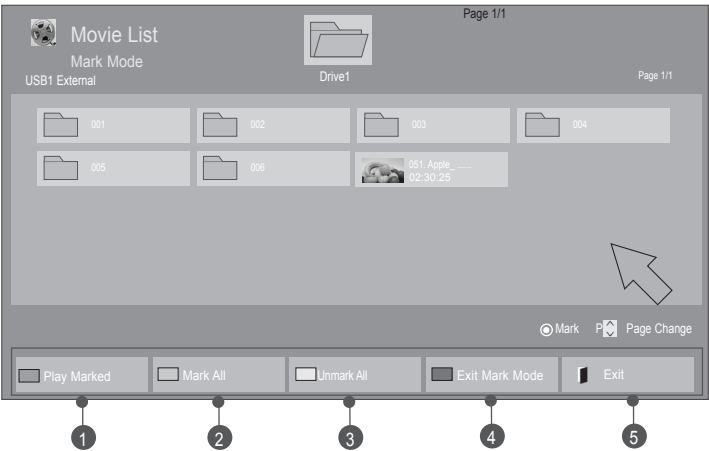 Page 1/1
Movie List
Mark Mode
USB1 External
Drive1
Page 1/1
001
002
003
004
005
006
051. Apple_ ......
02:30:25
Mark
P
Page Change
Play Marked
Mark All
Unmark All
Exit Mark Mode
Exit
1
2
3
4
5